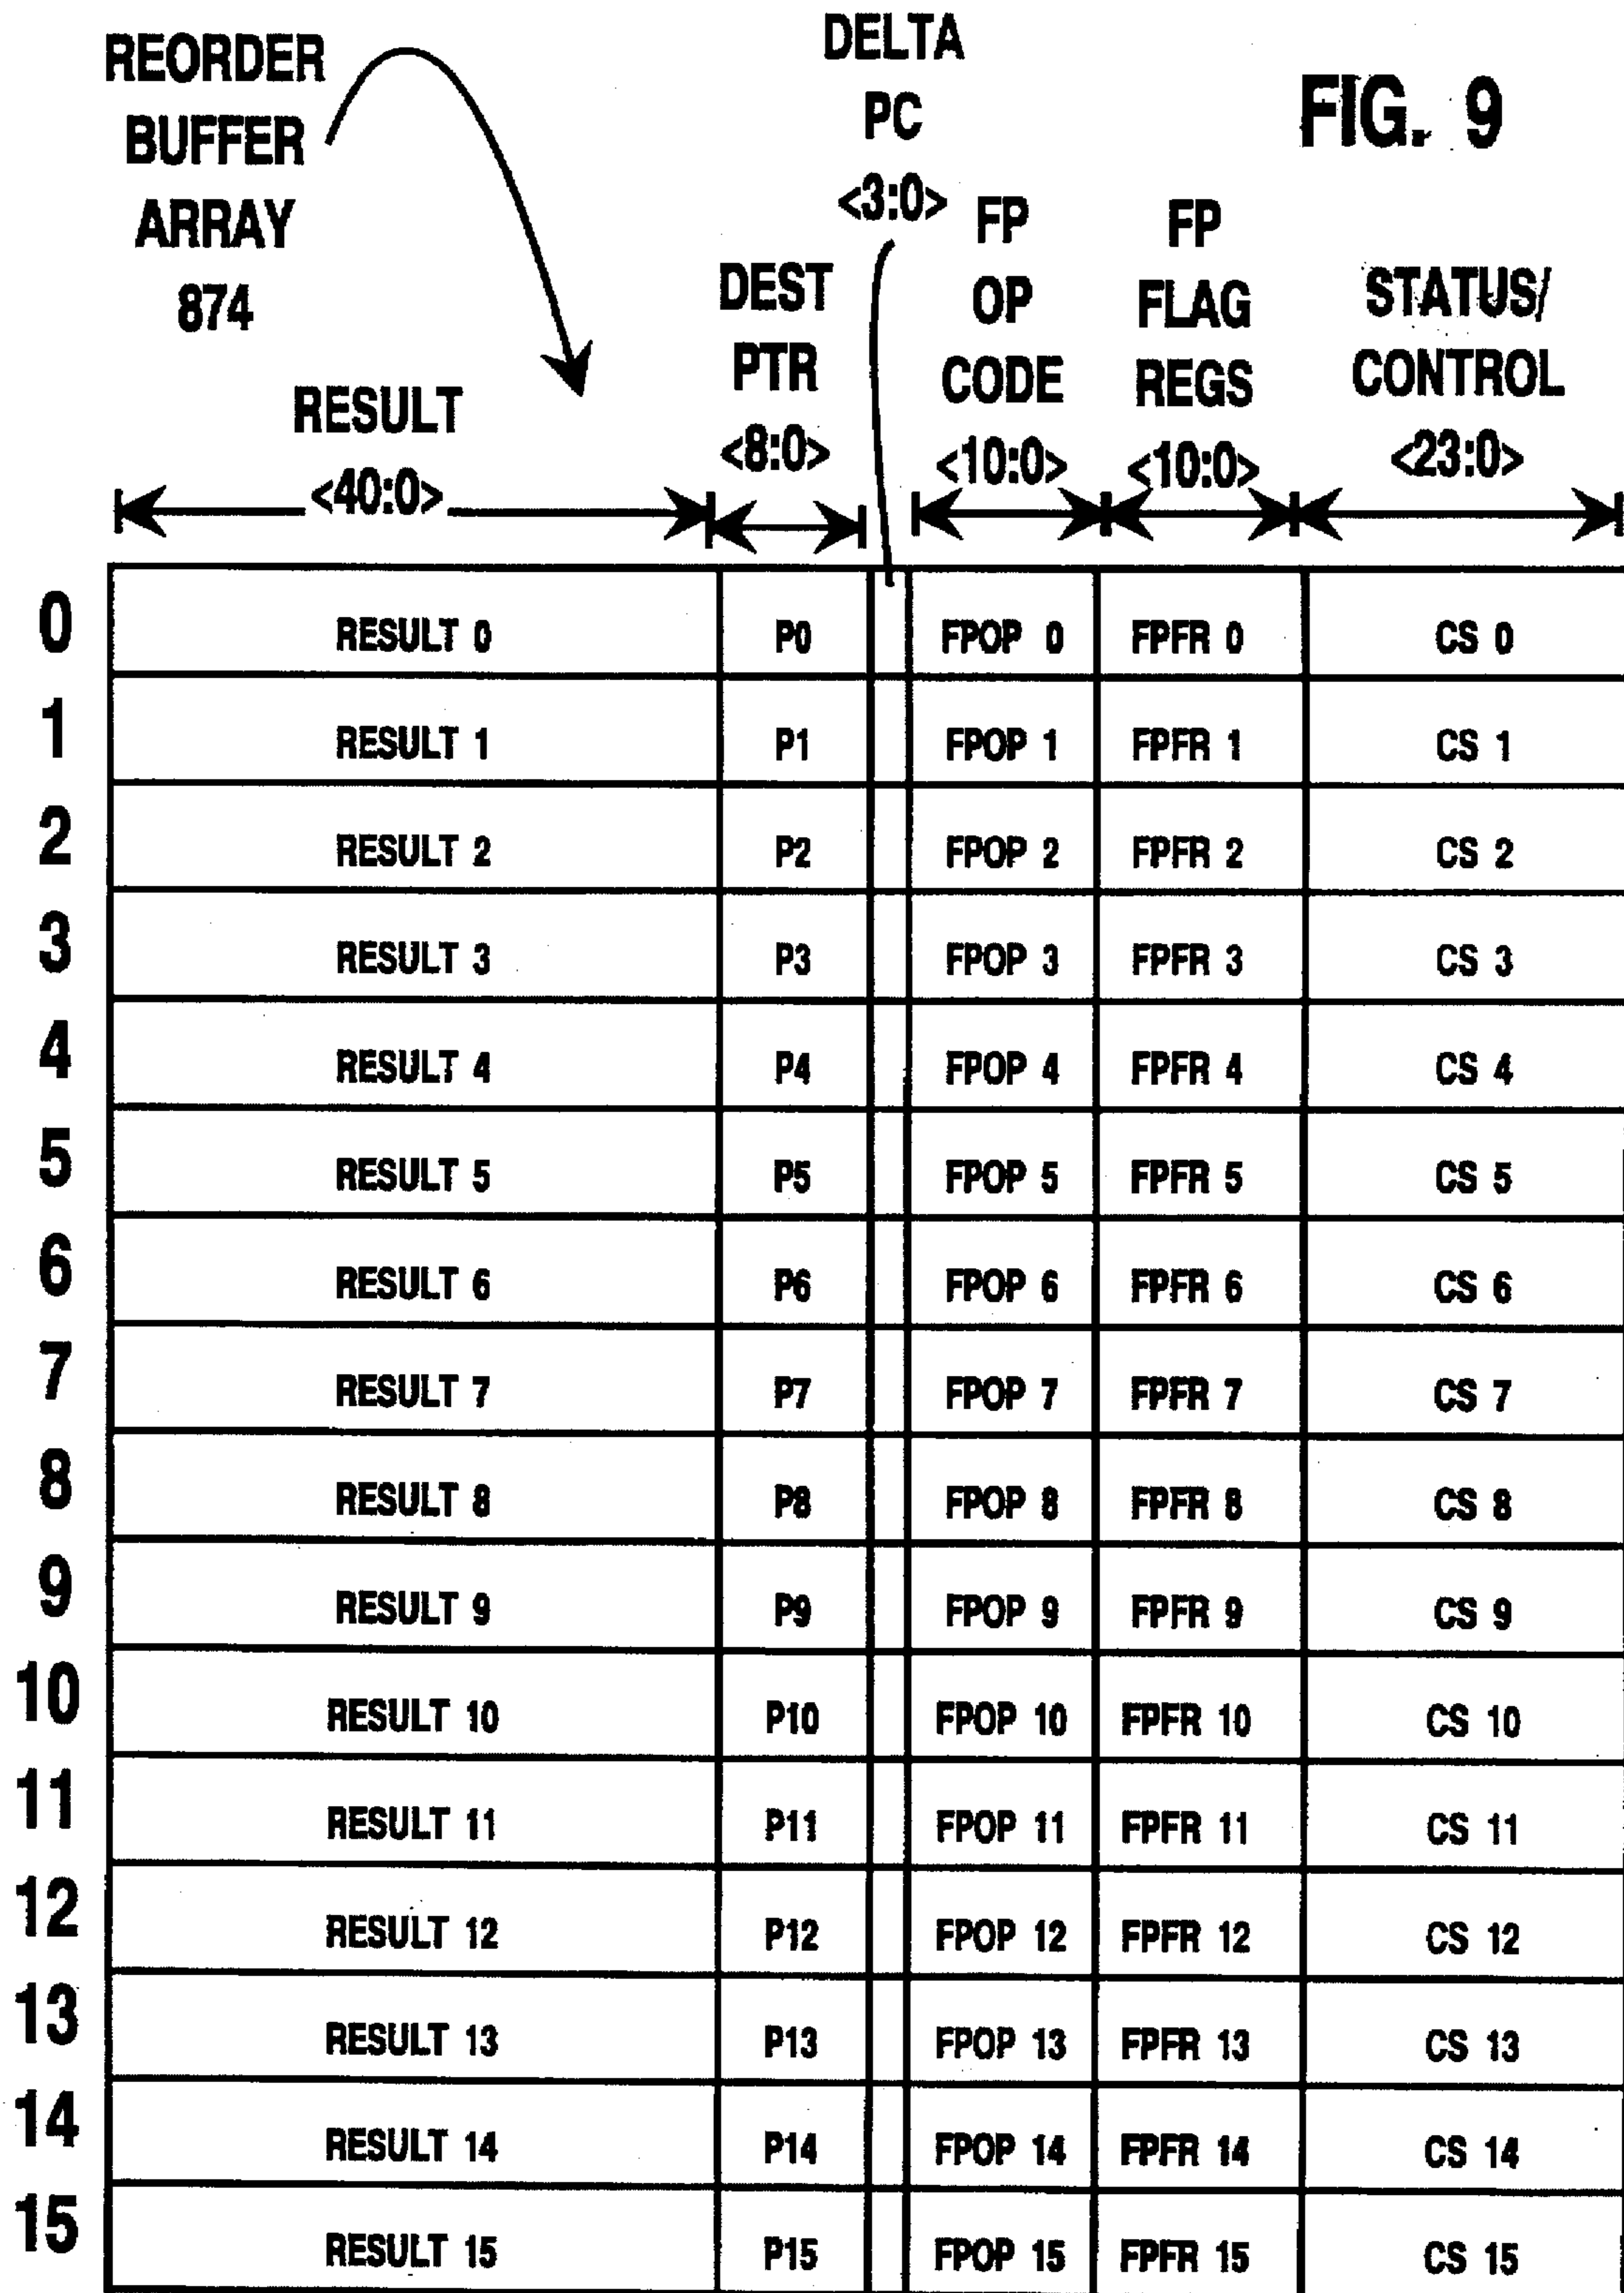 REORDER
BUFFER
ARRAY
874
DELTA
PC
<3:0>
FIG. 9
RESULT
<40:0>
DEST
PTR
<8:0>
FP
OP
CODE
<10:0>
FP
FLAG
REGS
<10:0>
STATUS/
CONTROL
<23:0>
0 RESULT 0 P0 FPOP 0 FPFR 0 CS 0
1 RESULT 1 P1 FPOP 1 FPFR 1 CS 1
2 RESULT 2 P2 FPOP 2 FPFR 2 CS 2
3 RESULT 3 P3 FPOP 3 FPFR 3 CS 3
4 RESULT 4 P4 FPOP 4 FPFR 4 CS 4
5 RESULT 5 P5 FPOP 5 FPFR 5 CS 5
6 RESULT 6 P6 FPOP 6 FPFR 6 CS 6
7 RESULT 7 P7 FPOP 7 FPFR 7 CS 7
8 RESULT 8 P8 FPOP 8 FPFR 8 CS 8
9 RESULT 9 P9 FPOP 9 FPFR 9 CS 9
10 RESULT 10 P10 FPOP 10 FPFR 10 CS 10
11 RESULT 11 P11 FPOP 11 FPFR 11 CS 11
12 RESULT 12 P12 FPOP 12 FPFR 12 CS 12
13 RESULT 13 P13 FPOP 13 FPFR 13 CS 13
14 RESULT 14 P14 FPOP 14 FPFR 14 CS 14
15 RESULT 15 P15 FPOP 15 FPFR 15 CS 15